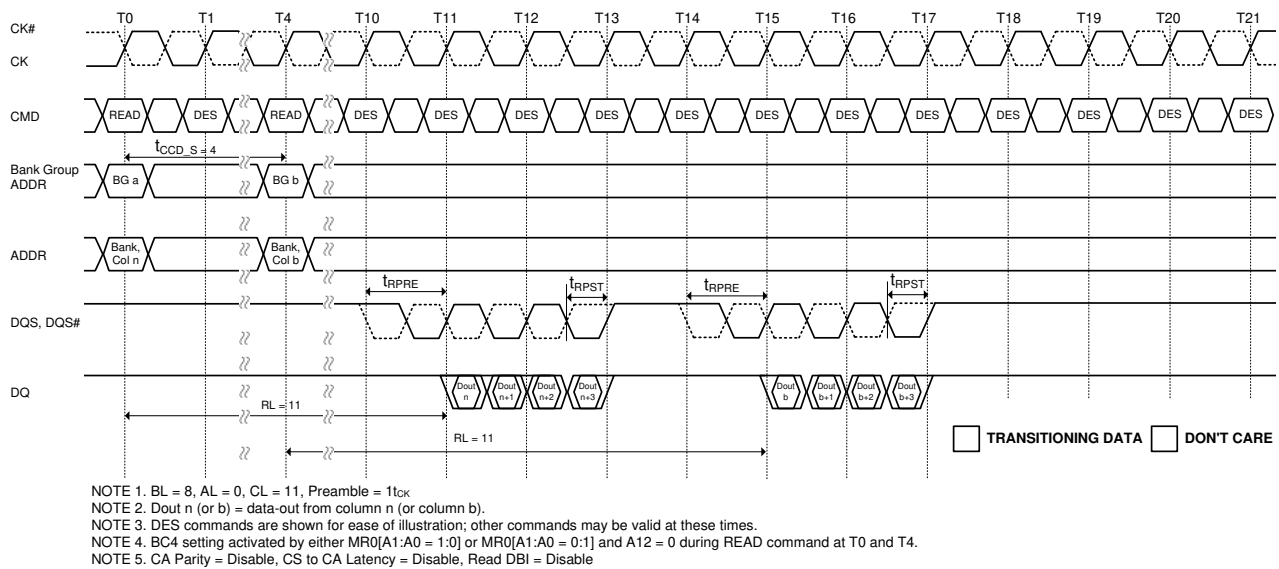 T0 T1 T4 T10 T11 T12 T13 T14 T15 T16 T17 T18 T19 T20 T21
CK#
CK
CMD READ DES READ DES DES DES DES DES DES DES DES DES DES DES DES
tCCD_S = 4
Bank Group
ADDR
BG a BG b
ADDR
Bank,
Col n
Bank,
Col b
tRPRE tRPST tRPRE tRPST
DQS, DQS#
DQ
Dout
n
Dout
n+1
Dout
n+2
Dout
n+3
Dout
b
Dout
b+1
Dout
b+2
Dout
b+3
RL = 11
RL = 11
TRANSITIONING DATA DON'T CARE
NOTE 1. BL = 8, AL = 0, CL = 11, Preamble = 1tCK
NOTE 2. Dout n (or b) = data-out from column n (or column b).
NOTE 3. DES commands are shown for ease of illustration; other commands may be valid at these times.
NOTE 4. BC4 setting activated by either MR0[A1:A0 = 1:0] or MR0[A1:A0 = 0:1] and A12 = 0 during READ command at T0 and T4.
NOTE 5. CA Parity = Disable, CS to CA Latency = Disable, Read DBI = Disable